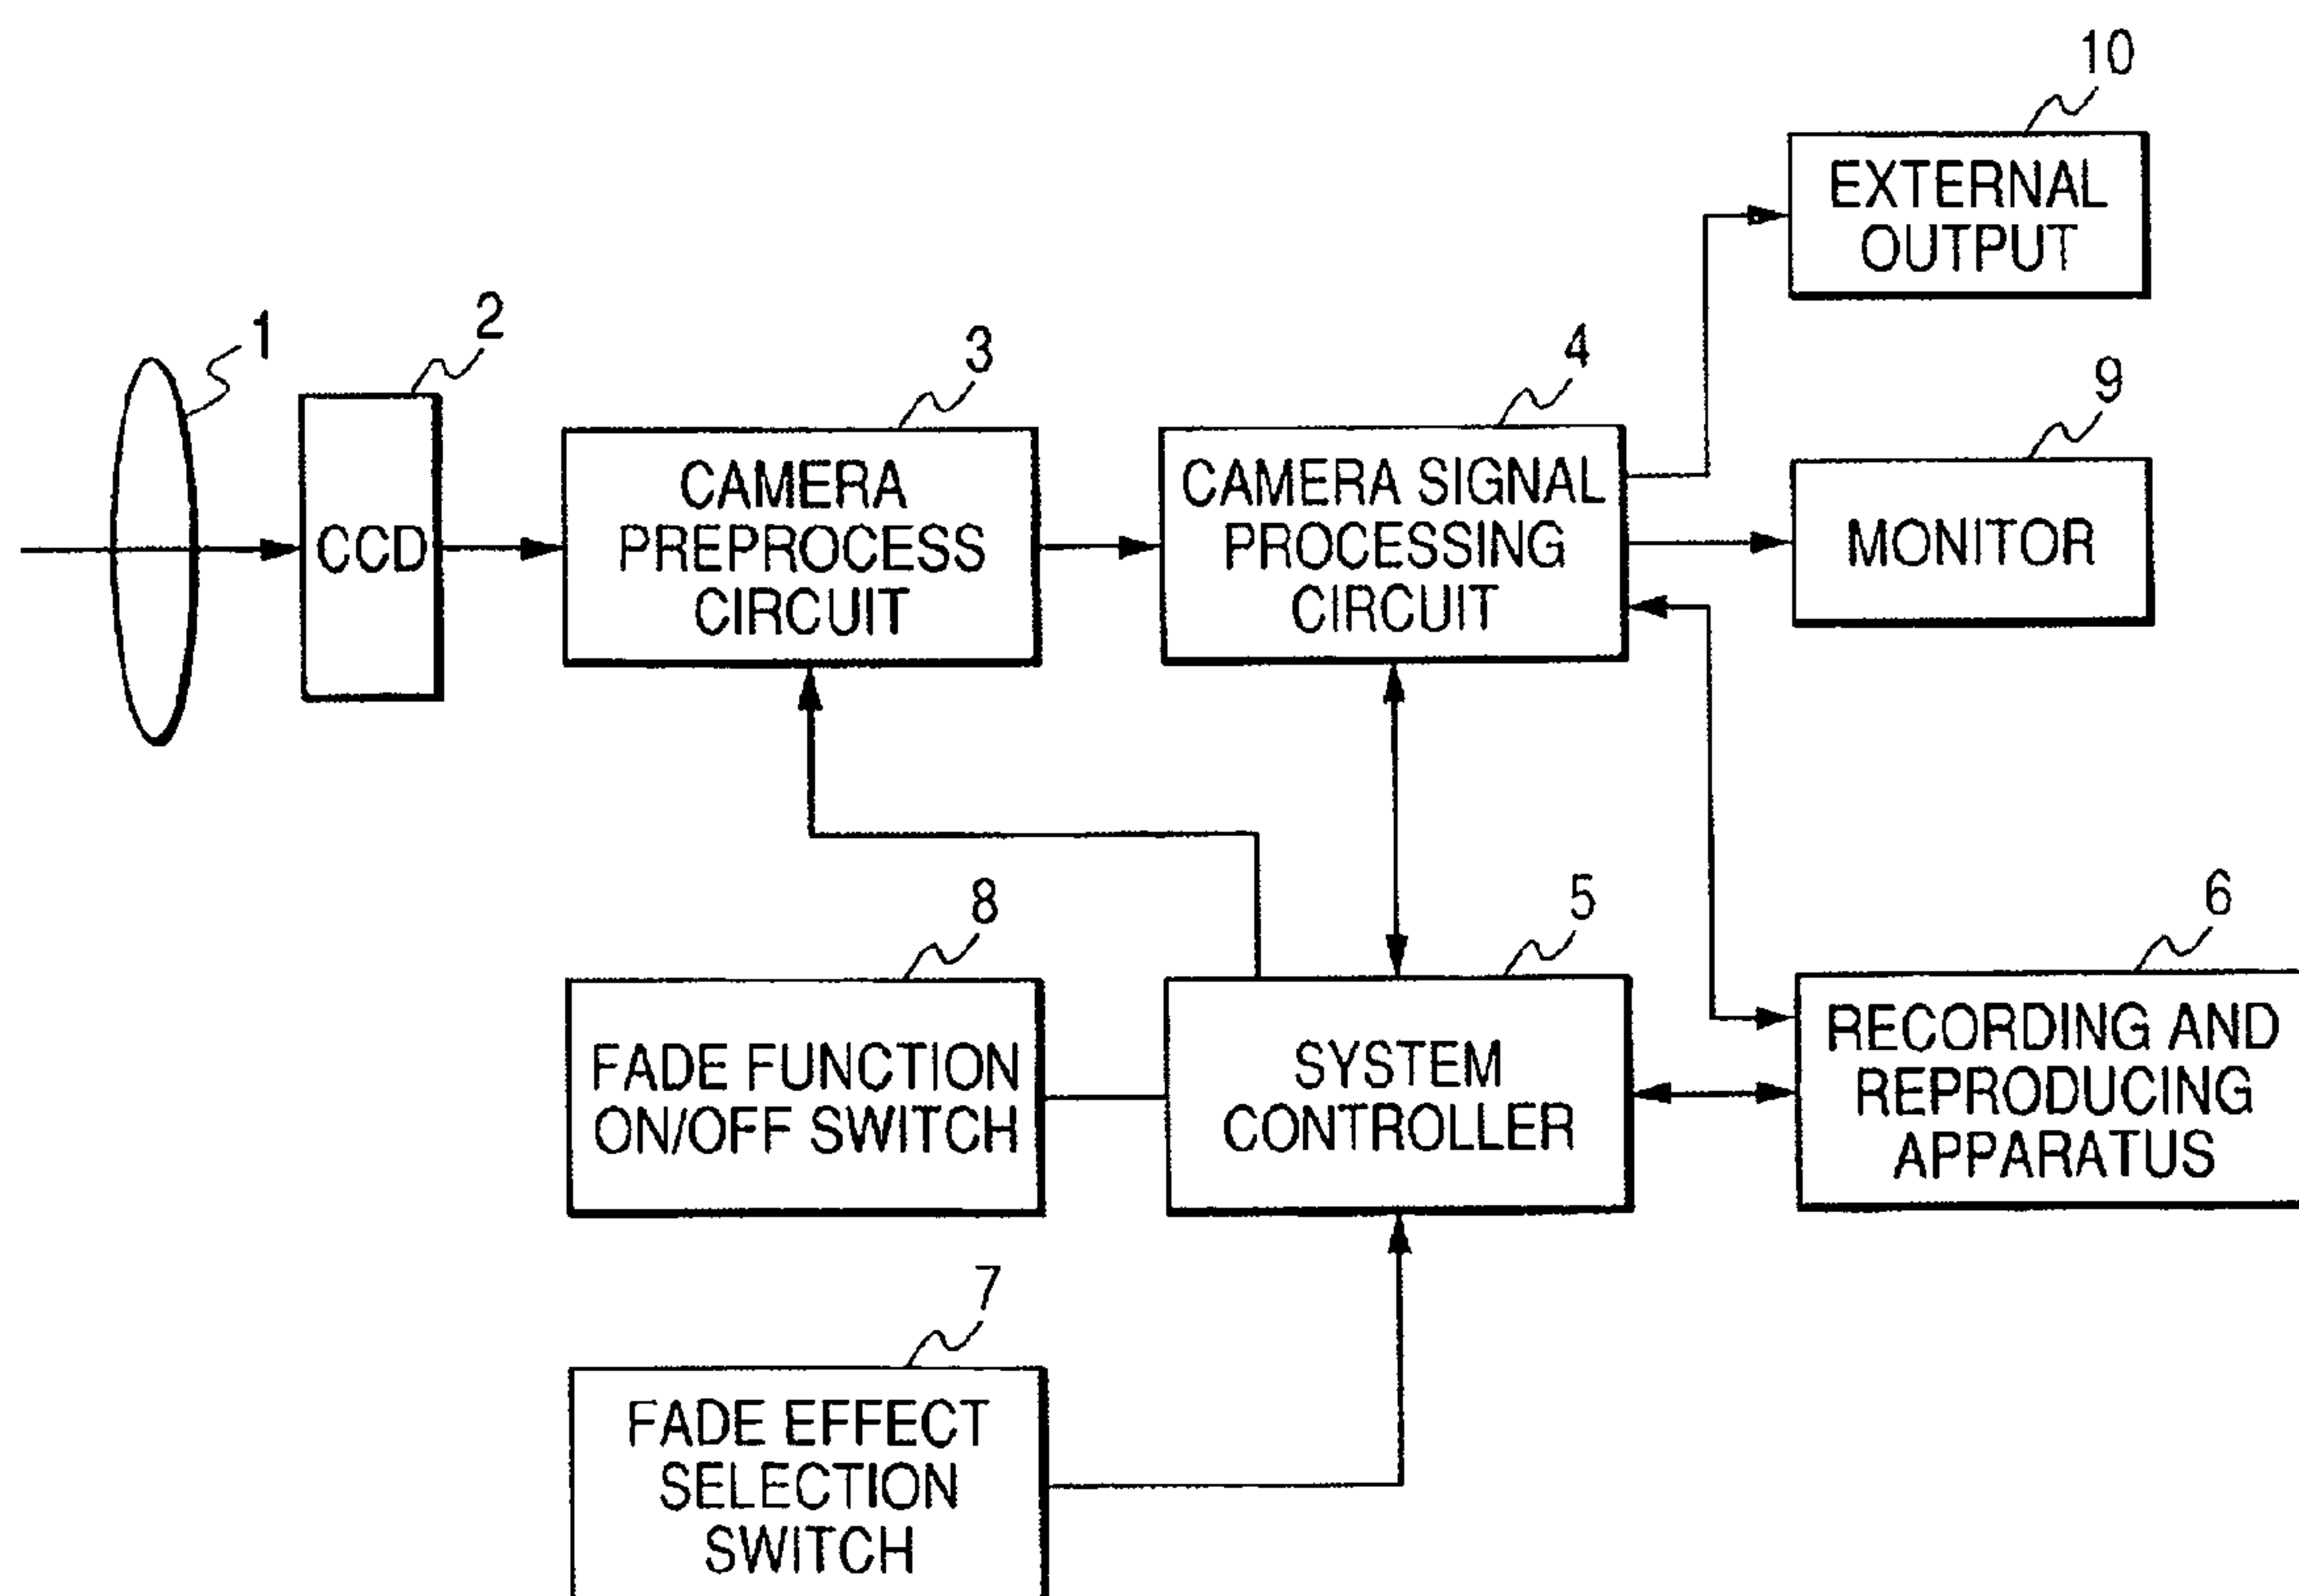 10
EXTERNAL
OUTPUT
1
2
3
4
9
CCD
CAMERA
PREPROCESS
CIRCUIT
CAMERA SIGNAL
PROCESSING
CIRCUIT
MONITOR
8
5
6
FADE FUNCTION
ON/OFF SWITCH
SYSTEM
CONTROLLER
RECORDING AND
REPRODUCING
APPARATUS
7
FADE EFFECT
SELECTION
SWITCH